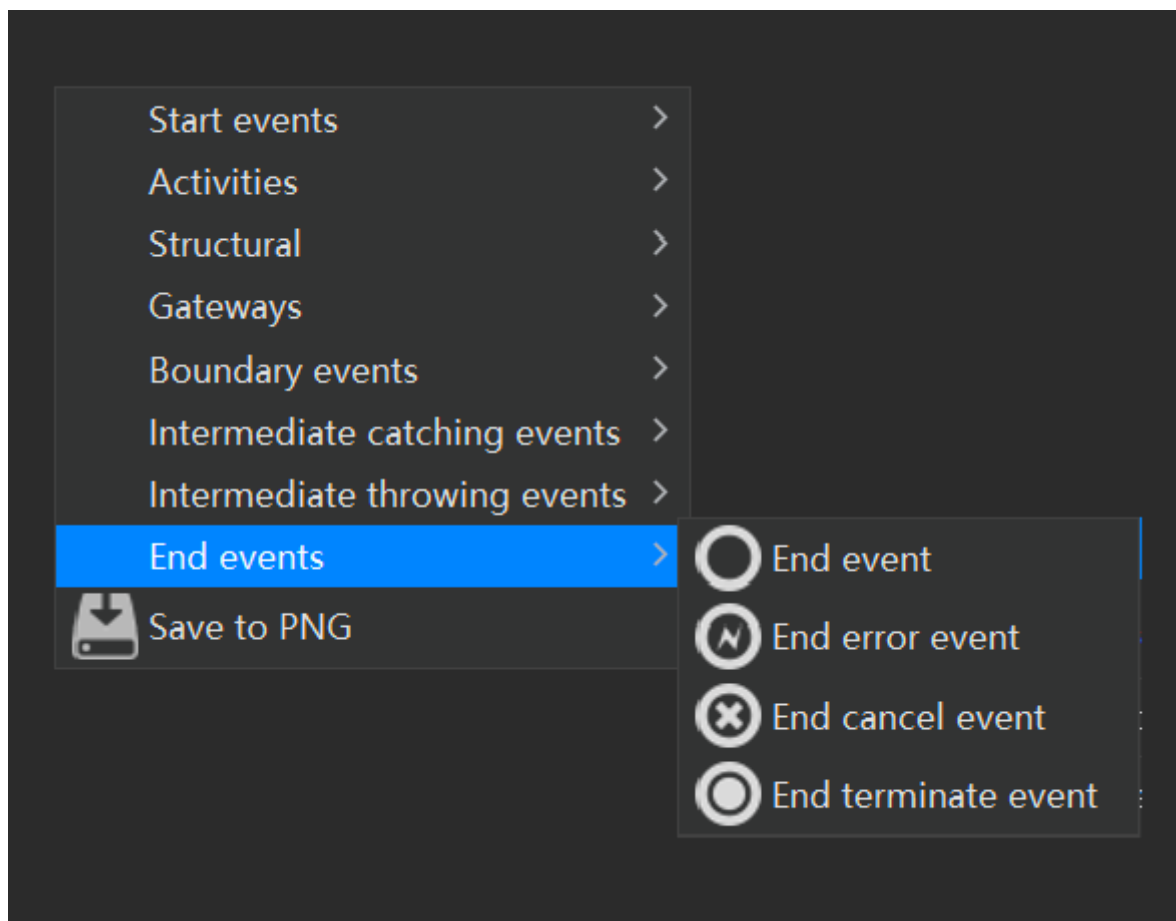 Start events
Activities
Structural
Gateways
Boundary events
Intermediate catching events
Intermediate throwing events
End events
Save to PNG
End event
End error event
End cancel event
End terminate event